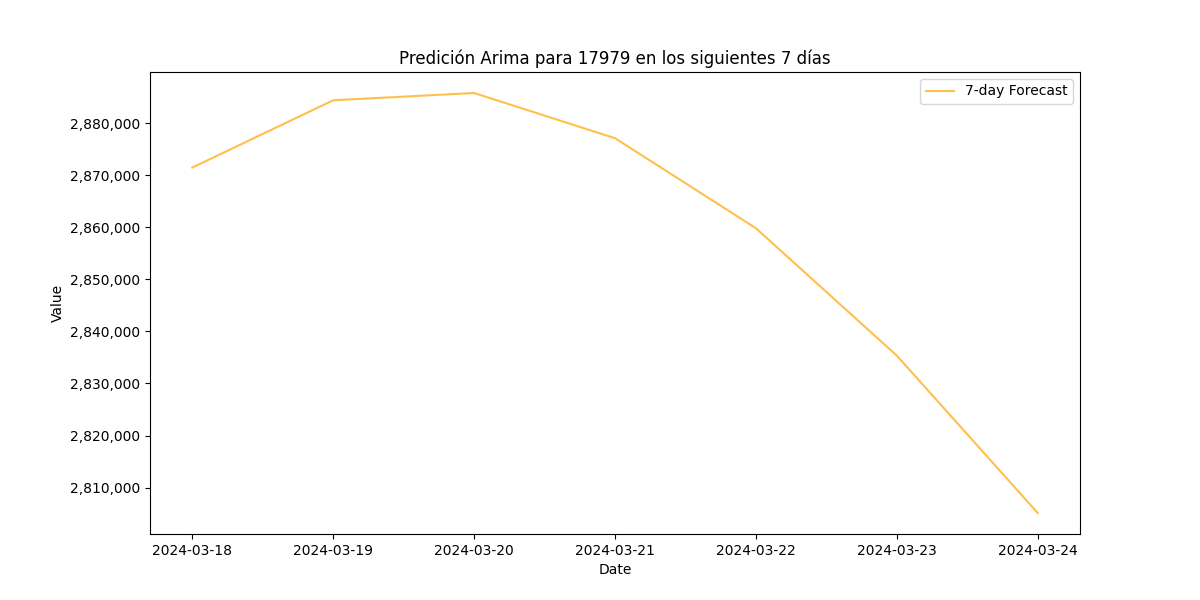 Predición Arima para 17979 en los siguientes 7 días
7-day Forecast
2,880,000
2,870,000
2,860,000
2,850,000
2,840,000
2,830,000
2,820,000
2,810,000
Value
2024-03-18 2024-03-19 2024-03-20 2024-03-21 2024-03-22 2024-03-23 2024-03-24
Date